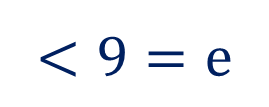 < 9 = e